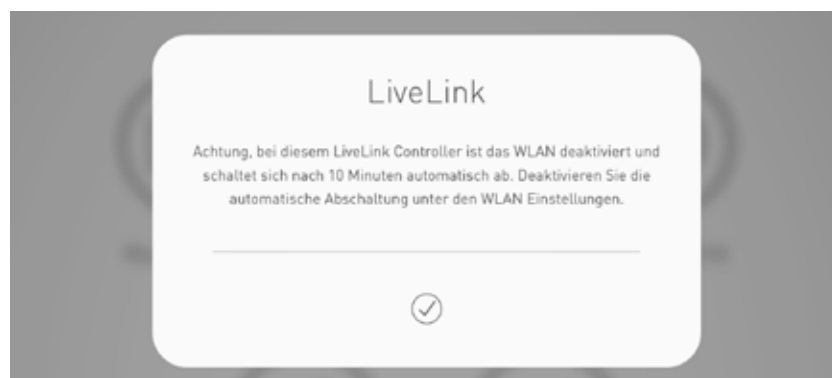 LiveLink
Achtung, bei diesem LiveLink Controller ist das WLAN deaktiviert und
schaltet sich nach 10 Minuten automatisch ab. Deaktivieren Sie die
automatische Abschaltung unter den WLAN Einstellungen.